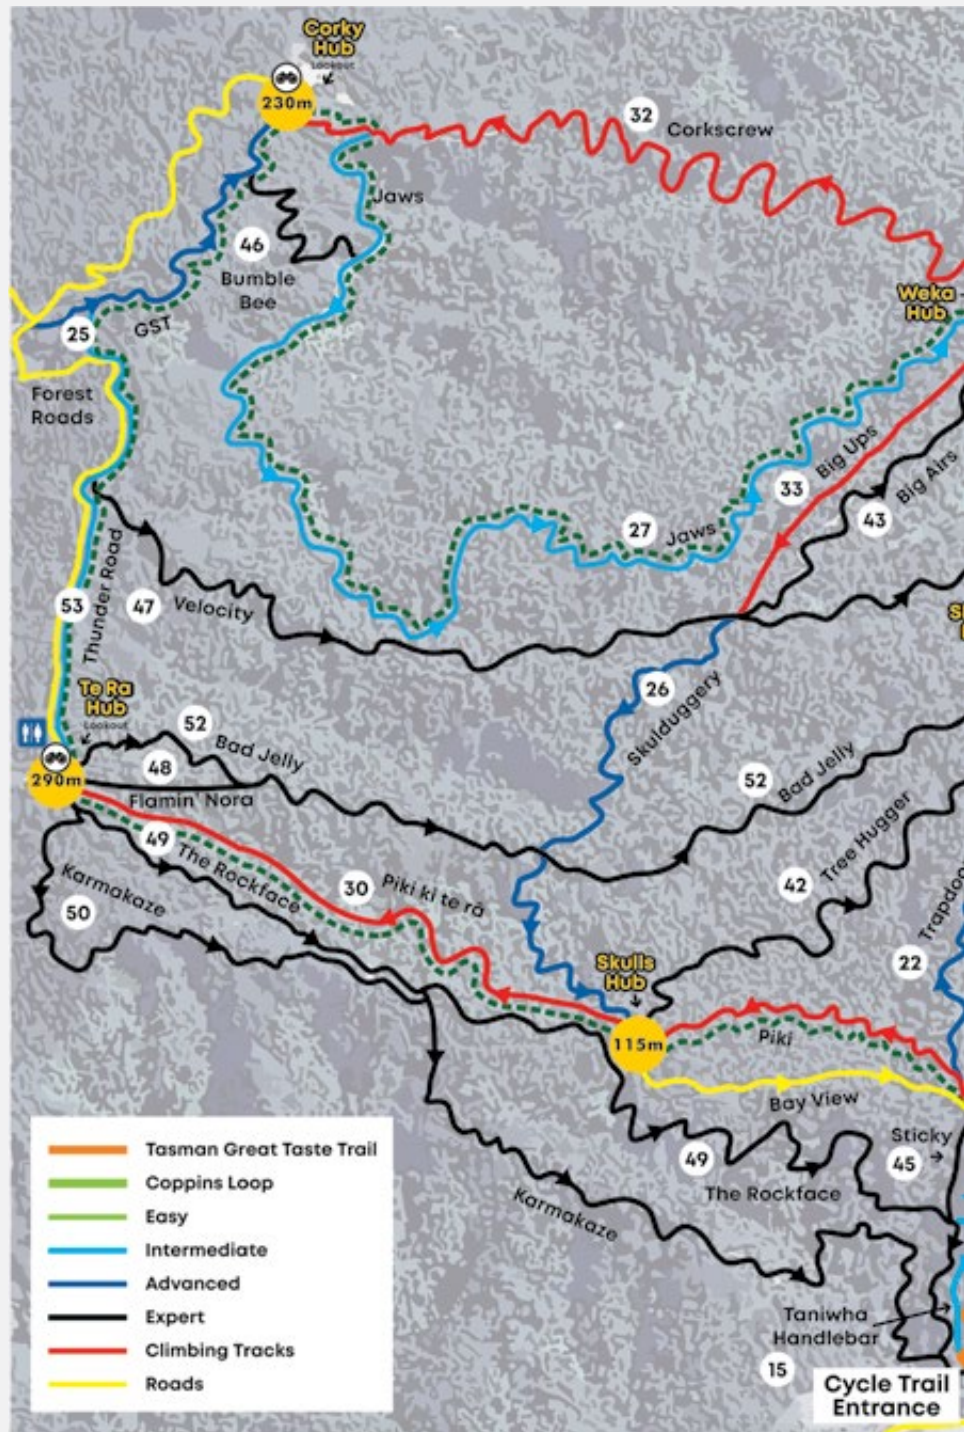 Corky
Hub
Lookout
230m
32
Corkscrew
Jaws
46
Bumble
Bee
Weka
Hub
25
GST
Forest
Roads
Big Ups
33
Big Airs
43
27
Jaws
Thunder Road
53
47
Velocity
Te Ra
Hub
Lookout
26
Skulduggery
52
Bad Jelly
290m
48
Flamin' Nora
52
Bad Jelly
49
The Rockface
Tree Hugger
42
30
Piki ki te rā
Karmakaze
50
22
Skulls
Hub
115m
Piki
Bay View
Sticky
45
49
The Rockface
Karmakaze
Tasman Great Taste Trail
Coppins Loop
Easy
Intermediate
Advanced
Expert
Climbing Tracks
Roads
Taniwha
Handlebar
15
Cycle Trail
Entrance